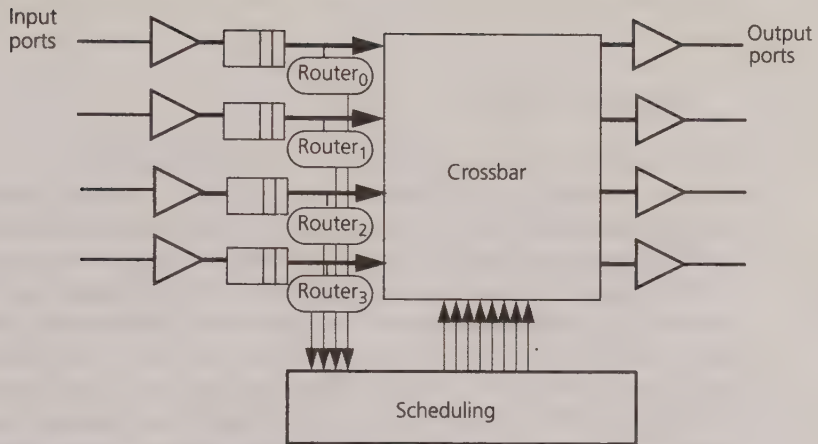 Input
ports
Output
ports
Router0
Router1
Crossbar
Router2
Router3
Scheduling